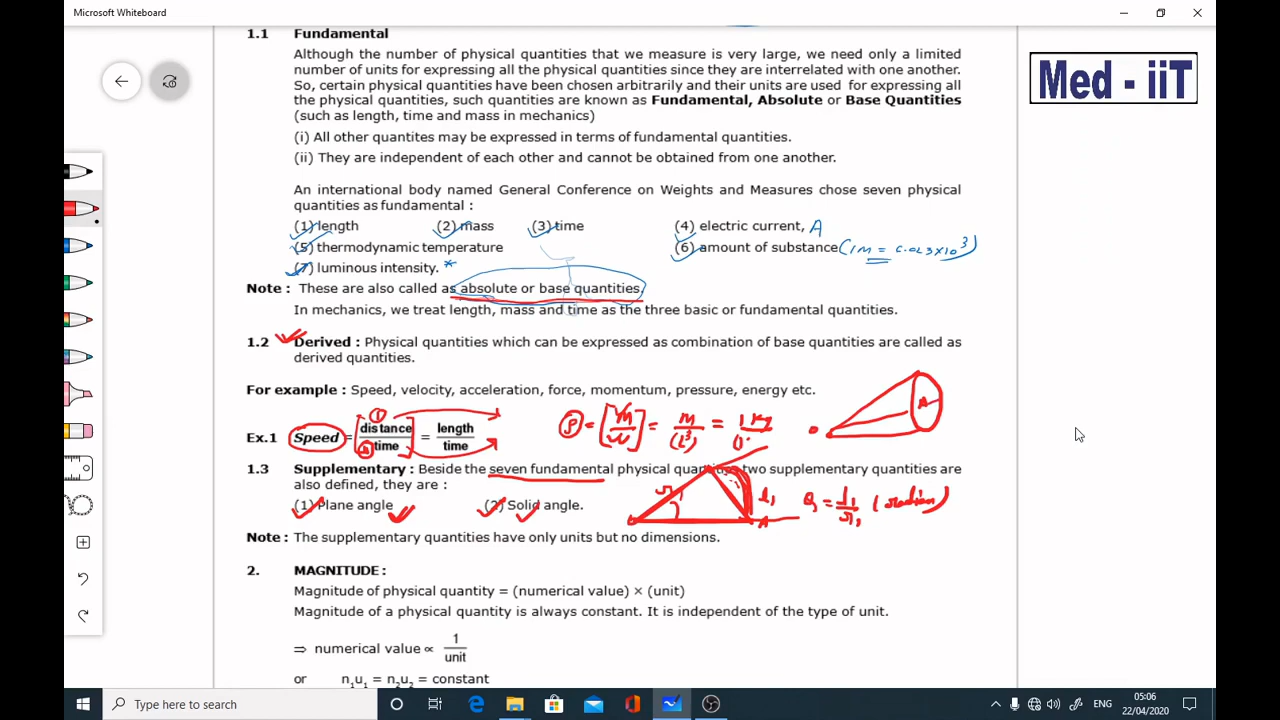 Microsoft Whiteboard
Med - iiT
1.1 Fundamental
Although the number of physical quantities that we measure is very large, we need only a limited
number of units for expressing all the physical quantities since they are interrelated with one another.
So, certain physical quantities have been chosen arbitrarily and their units are used for expressing all
the physical quantities, such quantities are known as Fundamental, Absolute or Base Quantities
(such as length, time and mass in mechanics)
(i) All other quantites may be expressed in terms of fundamental quantities.
(ii) They are independent of each other and cannot be obtained from one another.
An international body named General Conference on Weights and Measures chose seven physical
quantities as fundamental :
(1) length (2) mass (3) time (4) electric current, A
(5) thermodynamic temperature (6) amount of substance
(7) luminous intensity. *
Note : These are also called as absolute or base quantities.
In mechanics, we treat length, mass and time as the three basic or fundamental quantities.
1.2 Derived : Physical quantities which can be expressed as combination of base quantities are called as
derived quantities.
For example : Speed, velocity, acceleration, force, momentum, pressure, energy etc.
Ex.1 Speed = distance / time = length / time
1.3 Supplementary : Beside the seven fundamental physical two supplementary quantities are
also defined, they are :
(1) Plane angle (2) Solid angle. (radian)
Note : The supplementary quantities have only units but no dimensions.
2. MAGNITUDE :
Magnitude of physical quantity = (numerical value) × (unit)
Magnitude of a physical quantity is always constant. It is independent of the type of unit.
⇒ numerical value ∝ 1 / unit
or n₁u₁ = n₂u₂ = constant
Type here to search
ENG
05:06
22/04/2020